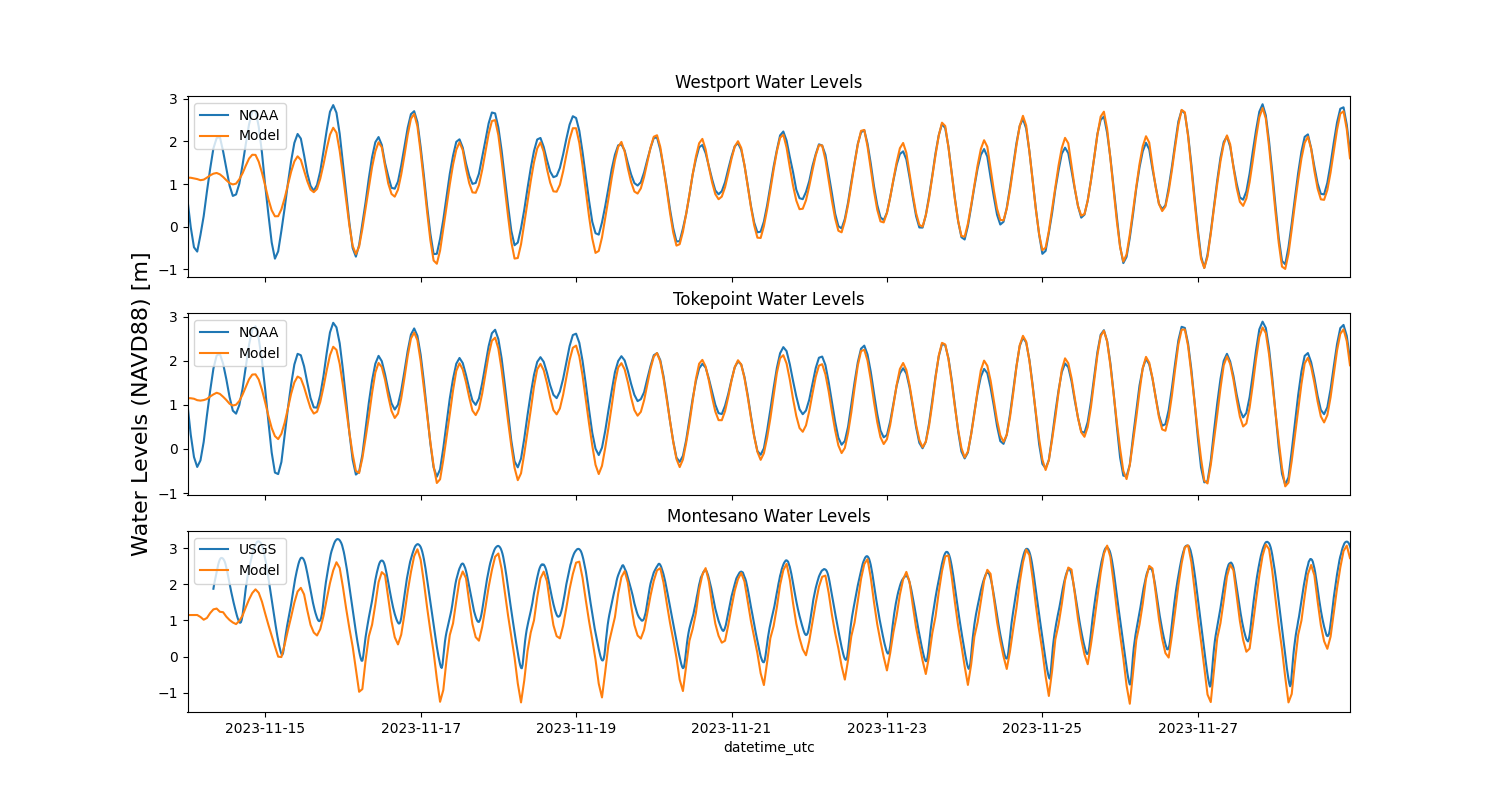 Westport Water Levels
3
2
1
0
−1
NOAA
Model
Water Levels (NAVD88) [m]
Tokepoint Water Levels
3
2
1
0
−1
NOAA
Model
Montesano Water Levels
3
2
1
0
−1
USGS
Model
2023-11-15 2023-11-17 2023-11-19 2023-11-21 2023-11-23 2023-11-25 2023-11-27
datetime_utc